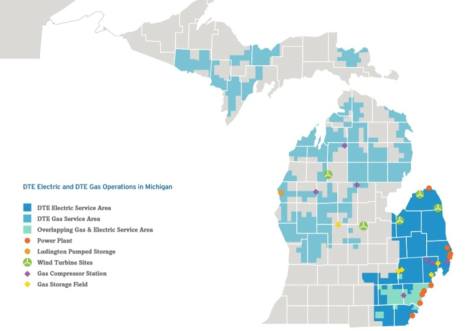 DTE Electric and DTE Gas Operations in Michigan
DTE Electric Service Area
DTE Gas Service Area
Overlapping Gas & Electric Service Area
Power Plant
Ludington Pumped Storage
Wind Turbine Sites
Gas Compressor Station
Gas Storage Field